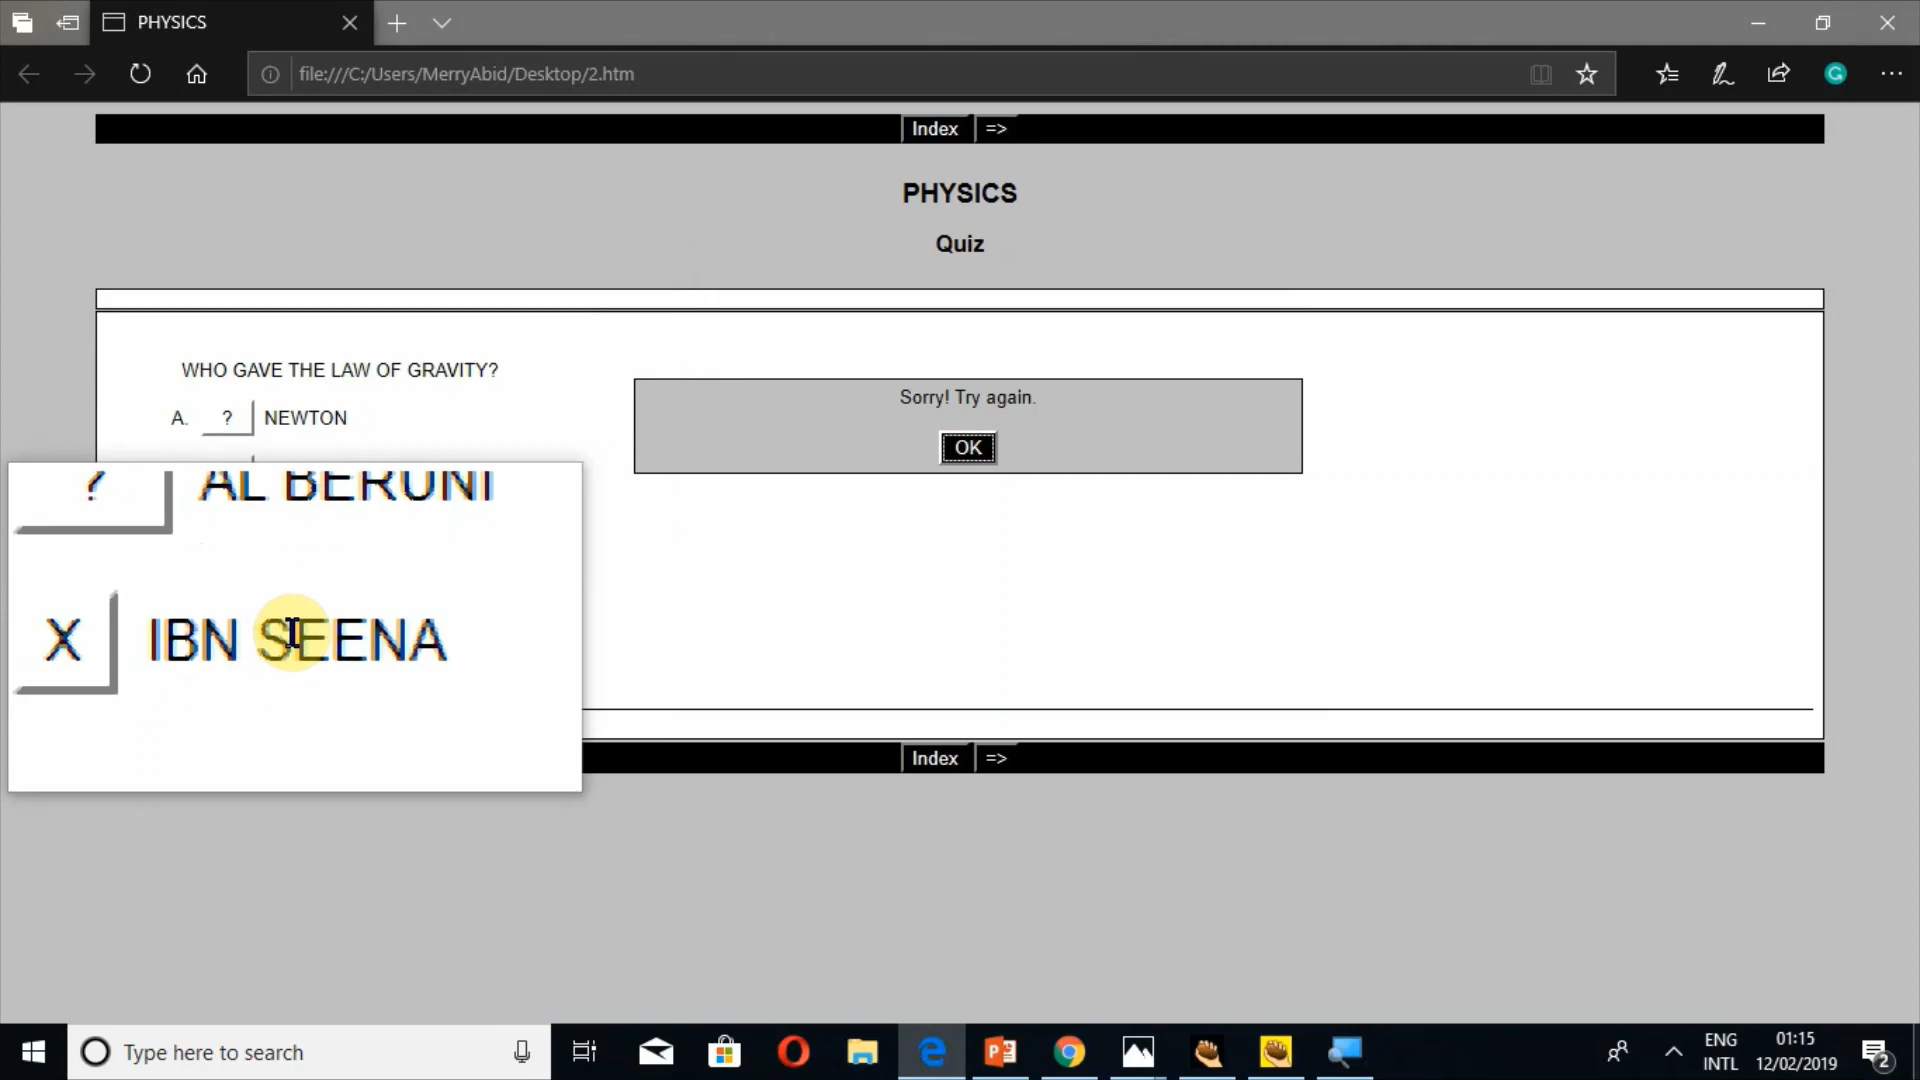 PHYSICS
file:///C:/Users/MerryAbid/Desktop/2.htm
Index =>
PHYSICS
Quiz
WHO GAVE THE LAW OF GRAVITY?
A. ? NEWTON
Sorry! Try again.
OK
? AL BERUNI
X IBN SEENA
Index =>
Type here to search
ENG
INTL
01:15
12/02/2019
2